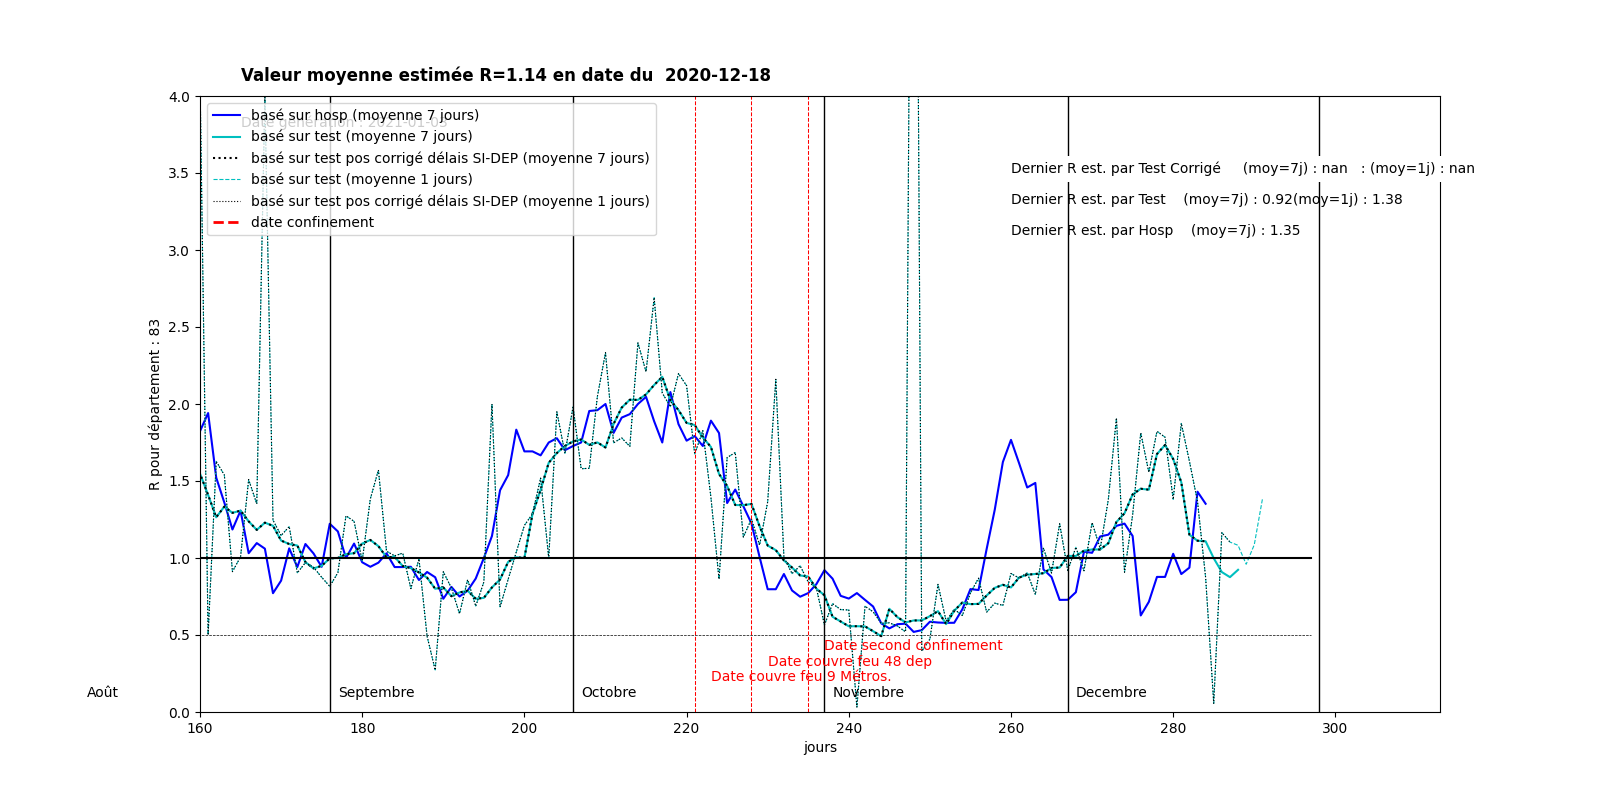 Valeur moyenne estimée R=1.14 en date du  2020-12-18
4.0
3.5
3.0
2.5
2.0
1.5
1.0
0.5
0.0
R pour département : 83
Date génération : 2021-01-03
basé sur hosp (moyenne 7 jours)
basé sur test (moyenne 7 jours)
basé sur test pos corrigé délais SI-DEP (moyenne 7 jours)
basé sur test (moyenne 1 jours)
basé sur test pos corrigé délais SI-DEP (moyenne 1 jours)
date confinement
Dernier R est. par Test Corrigé     (moy=7j) : nan   : (moy=1j) : nan
Dernier R est. par Test    (moy=7j) : 0.92(moy=1j) : 1.38
Dernier R est. par Hosp    (moy=7j) : 1.35
Date second confinement
Date couvre feu 48 dep
Date couvre feu 9 Metros.
Août
Septembre
Octobre
Novembre
Decembre
160
180
200
220
240
260
280
300
jours